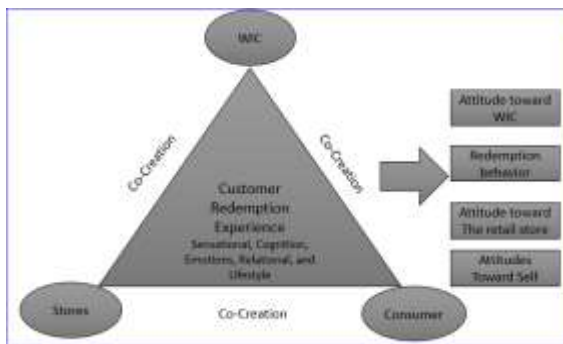 WIC
Co-Creation
Co-Creation
Customer
Redemption
Experience
Sensational, Cognition,
Emotions, Relational, and
Lifestyle
Stores
Co-Creation
Consumer
Attitude toward
WIC
Redemption
behavior
Attitude toward
The retail store
Attitudes
Toward Self